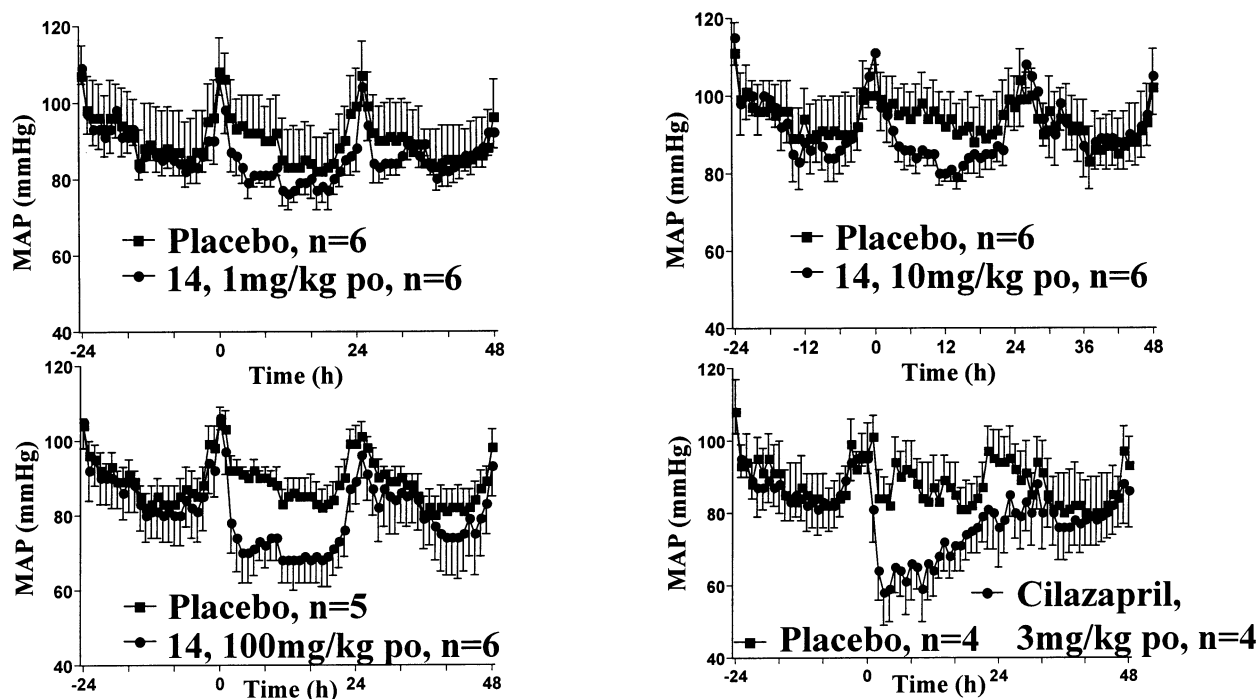 120
100
80
60
40
MAP (mmHg)
Placebo, n=6
14, 1mg/kg po, n=6
-24
0
24
48
Time (h)
120
100
80
60
40
MAP (mmHg)
Placebo, n=6
14, 10mg/kg po, n=6
-24
-12
0
12
24
36
48
Time (h)
120
100
80
60
40
MAP (mmHg)
Placebo, n=5
14, 100mg/kg po, n=6
-24
0
24
48
Time (h)
120
100
80
60
40
MAP (mmHg)
Cilazapril,
3mg/kg po, n=4
Placebo, n=4
-24
0
24
48
Time (h)